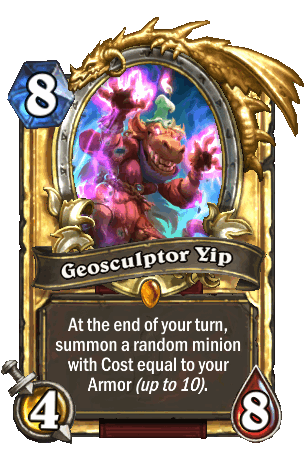 8
Geosculptor Yip
At the end of your turn,
summon a random minion
with Cost equal to your
Armor (up to 10).
4
8